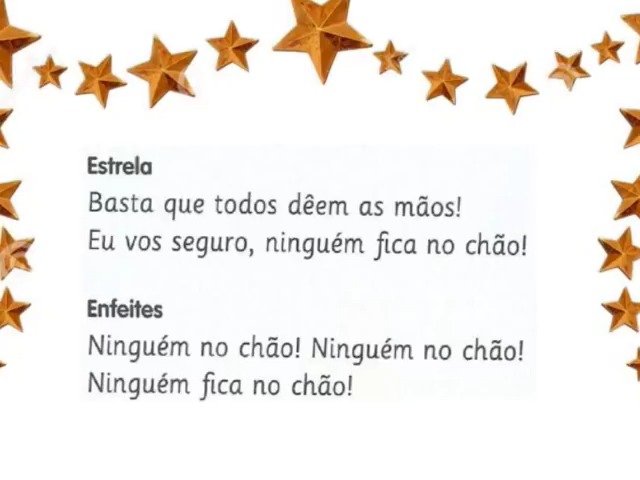 Estrela
Basta que todos dêem as mãos!
Eu vos seguro, ninguém fica no chão!
Enfeites
Ninguém no chão! Ninguém no chão!
Ninguém fica no chão!